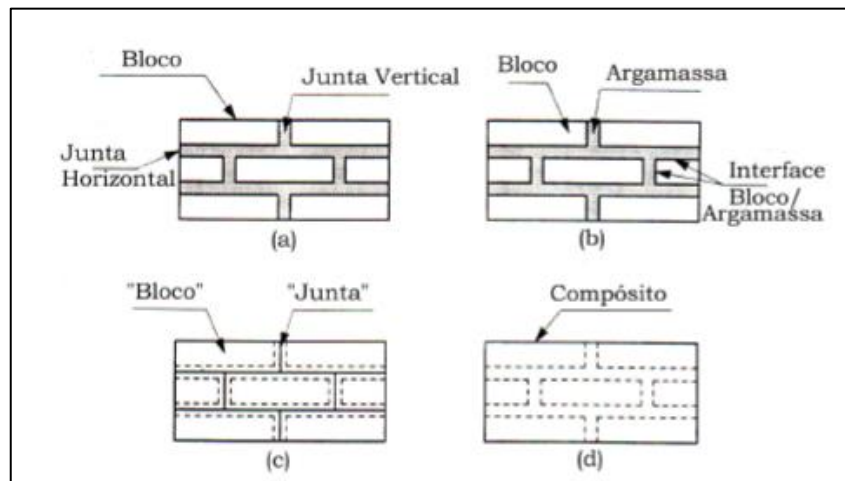 Bloco
Junta Vertical
Junta
Horizontal
(a)
Bloco
Argamassa
Interface
Bloco/
Argamassa
(b)
"Bloco"
"Junta"
(c)
Compósito
(d)